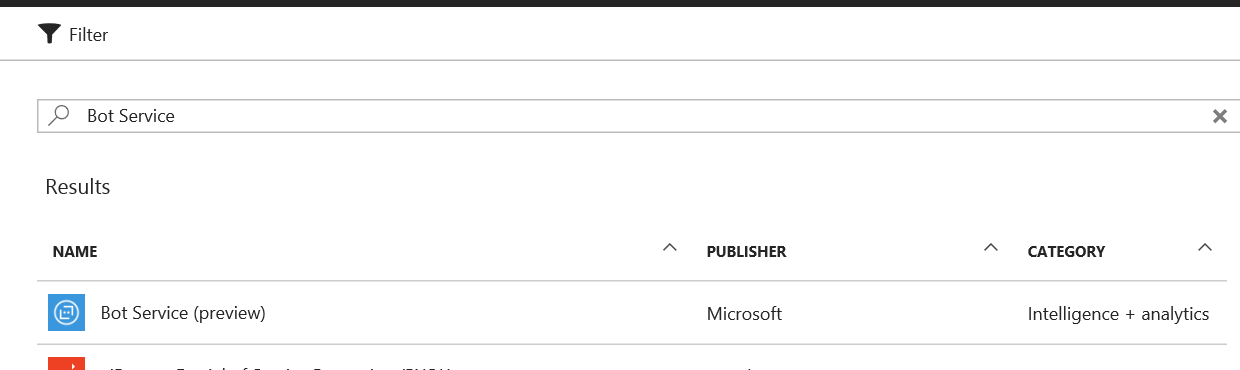 Filter
Bot Service
Results
NAME PUBLISHER CATEGORY
Bot Service (preview) Microsoft Intelligence + analytics